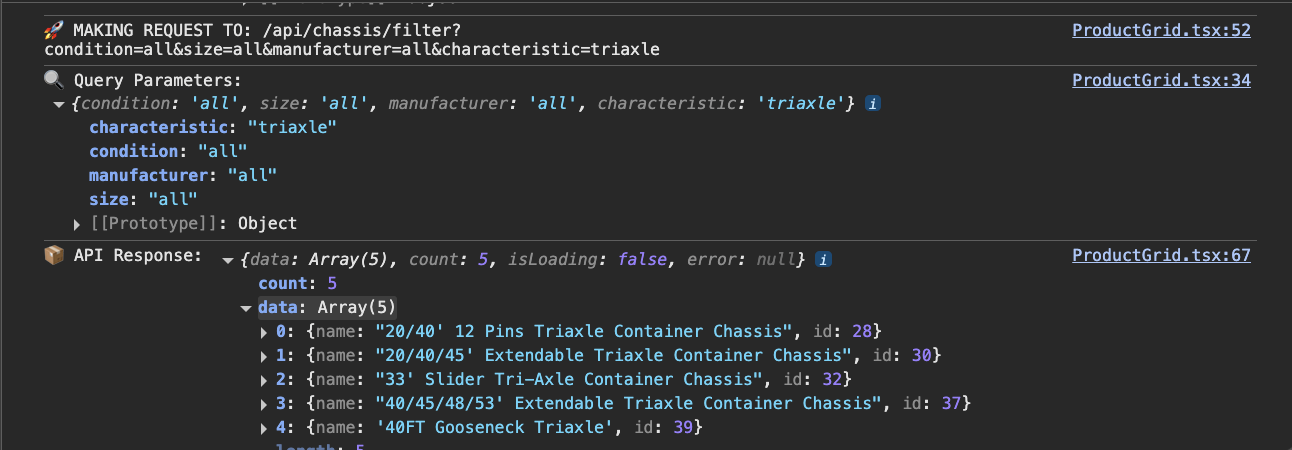 🚀 MAKING REQUEST TO: /api/chassis/filter? ProductGrid.tsx:52
condition=all&size=all&manufacturer=all&characteristic=triaxle
🔍 Query Parameters: ProductGrid.tsx:34
▼ {condition: 'all', size: 'all', manufacturer: 'all', characteristic: 'triaxle'} i
characteristic: "triaxle"
condition: "all"
manufacturer: "all"
size: "all"
▶ [[Prototype]]: Object
📦 API Response: ▼ {data: Array(5), count: 5, isLoading: false, error: null} i ProductGrid.tsx:67
count: 5
▼ data: Array(5)
▶ 0: {name: "20/40' 12 Pins Triaxle Container Chassis", id: 28}
▶ 1: {name: "20/40/45' Extendable Triaxle Container Chassis", id: 30}
▶ 2: {name: "33' Slider Tri-Axle Container Chassis", id: 32}
▶ 3: {name: "40/45/48/53' Extendable Triaxle Container Chassis", id: 37}
▶ 4: {name: '40FT Gooseneck Triaxle', id: 39}
length: 5